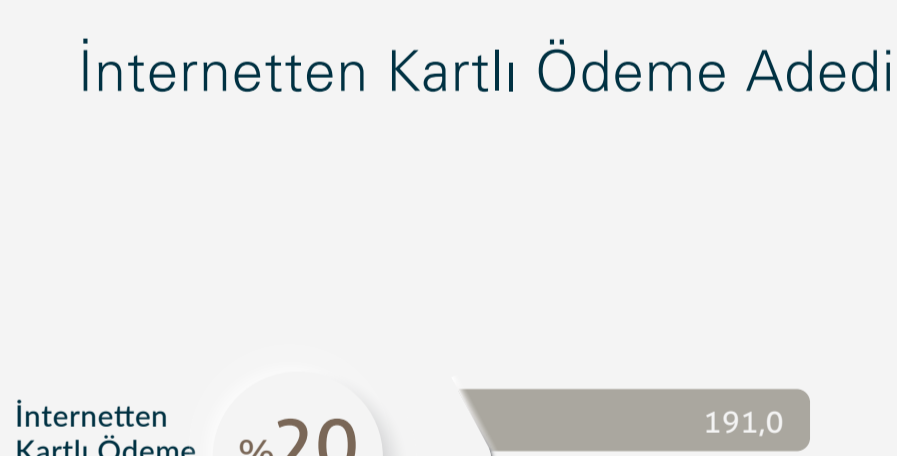 İnternetten Kartlı Ödeme Adedi
İnternetten
Kartlı Ödeme
%20
191,0